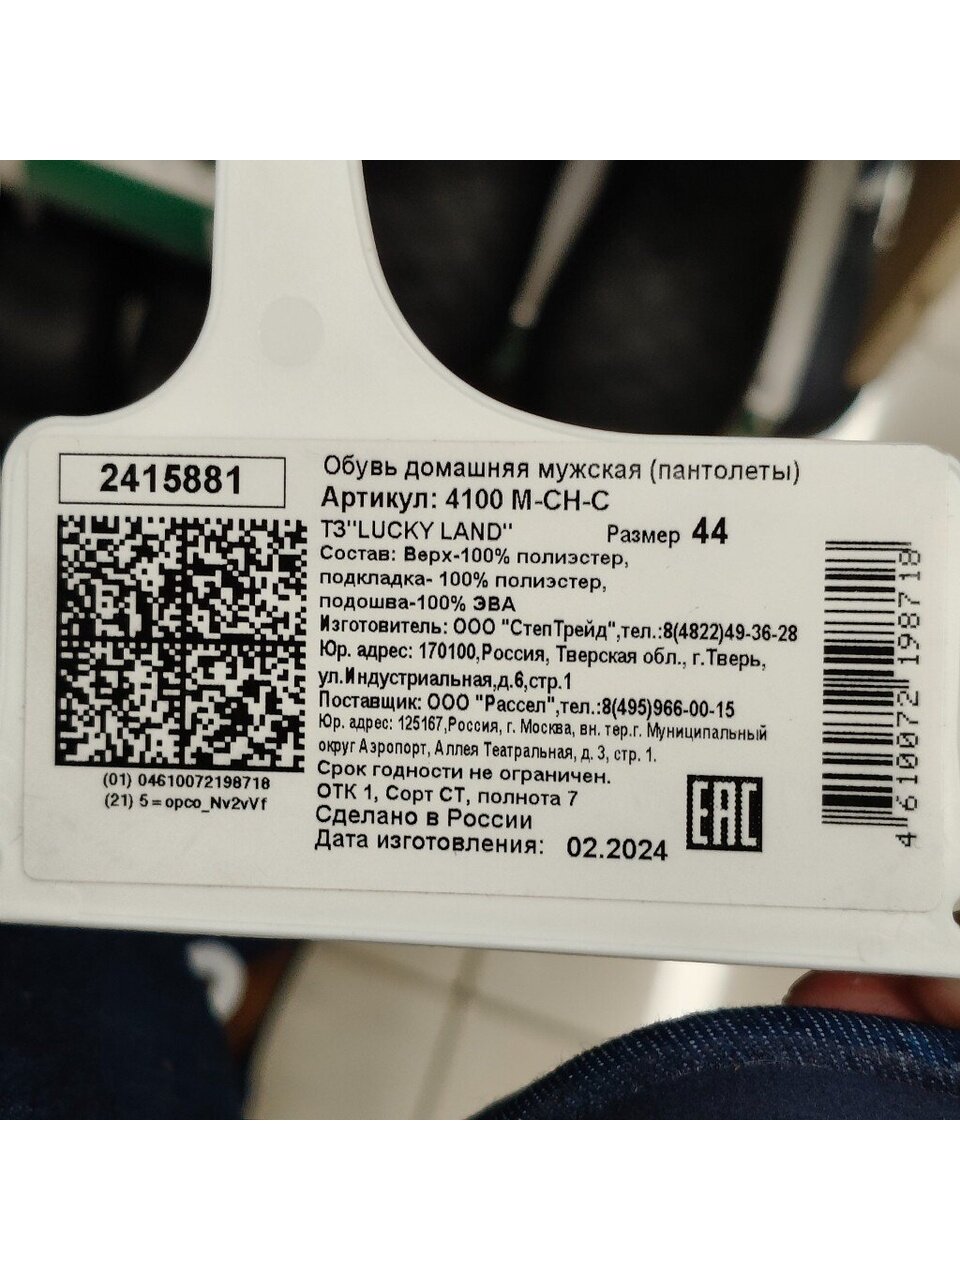 2415881
Обувь домашняя мужская (пантолеты)
Артикул: 4100 M-CH-C
ТЗ"LUCKY LAND" Размер 44
Состав: Верх-100% полиэстер,
подкладка- 100% полиэстер,
подошва-100% ЭВА
Изготовитель: ООО "СтепТрейд",тел.:8(4822)49-36-28
Юр. адрес: 170100,Россия, Тверская обл., г.Тверь,
ул.Индустриальная,д.6,стр.1
Поставщик: ООО "Рассел",тел.:8(495)966-00-15
Юр. адрес: 125167,Россия, г. Москва, вн. тер.г. Муниципальный
округ Аэропорт, Аллея Театральная, д. 3, стр. 1.
Срок годности не ограничен.
ОТК 1, Сорт СТ, полнота 7
Сделано в России
Дата изготовления: 02.2024
EAC
(01) 04610072198718
(21) 5=opco_Nv2vVf
4 610072 198718